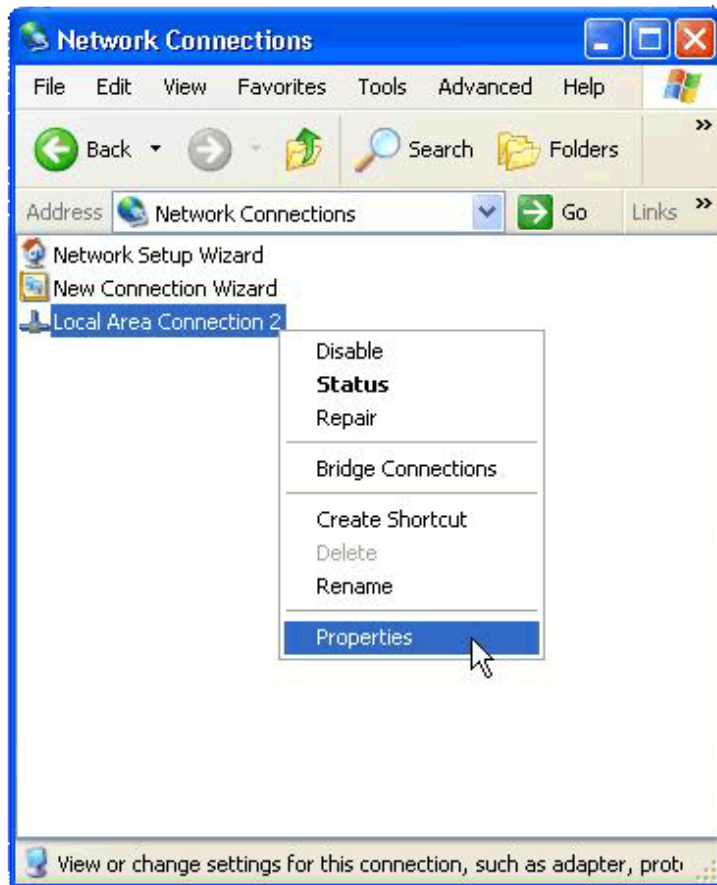 Network Connections
File Edit View Favorites Tools Advanced Help
Back Search Folders »
Address Network Connections Go Links »
Network Setup Wizard
New Connection Wizard
Local Area Connection 2
Disable
Status
Repair
Bridge Connections
Create Shortcut
Delete
Rename
Properties
View or change settings for this connection, such as adapter, prot